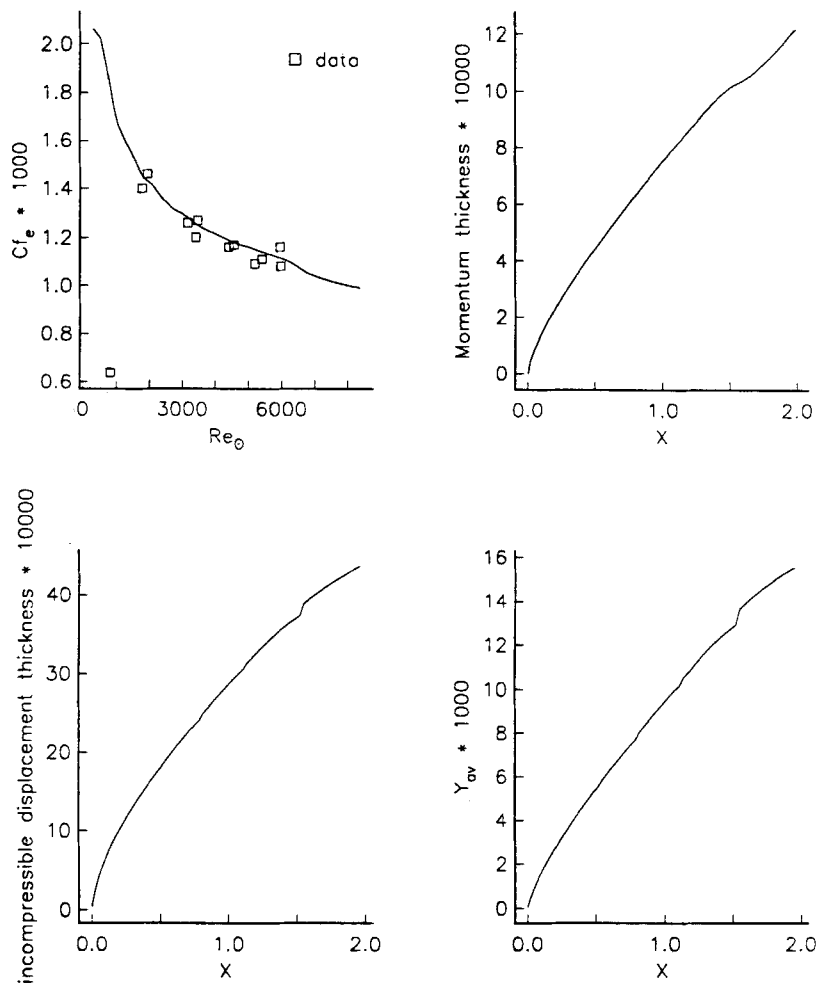 2.0
1.8
1.6
1.4
1.2
1.0
0.8
0.6
Cfₑ * 1000
□ data
0 3000 6000
Re_Θ
12
10
8
6
4
2
0
Momentum thickness * 10000
0.0 1.0 2.0
X
40
30
20
10
0
incompressible displacement thickness * 10000
0.0 1.0 2.0
X
16
14
12
10
8
6
4
2
0
Y_av * 1000
0.0 1.0 2.0
X